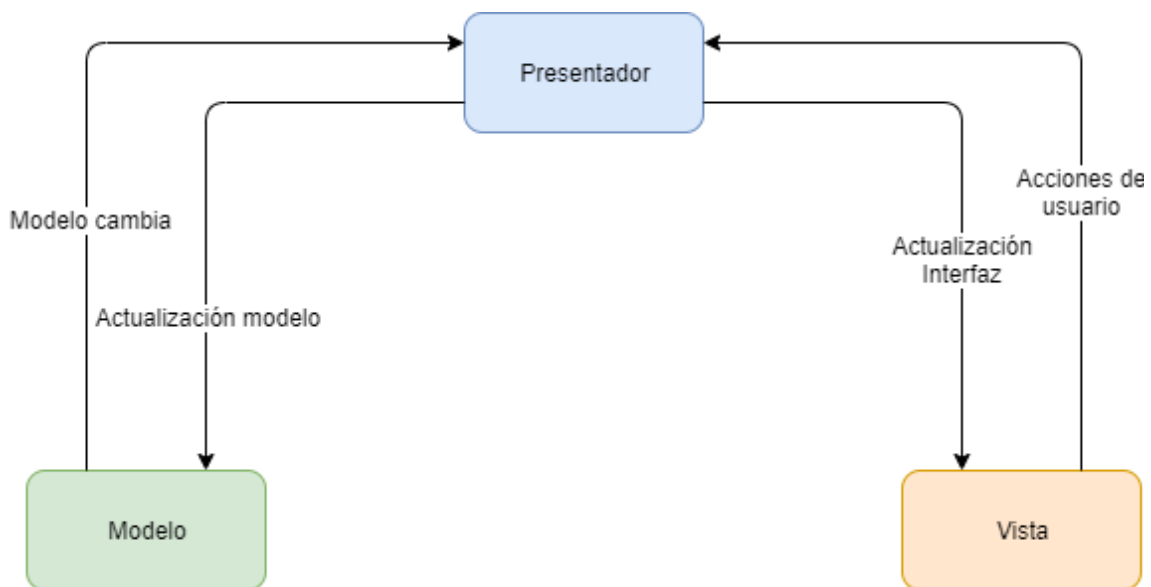 Presentador
Acciones de
usuario
Modelo cambia
Actualización
Interfaz
Actualización modelo
Modelo
Vista